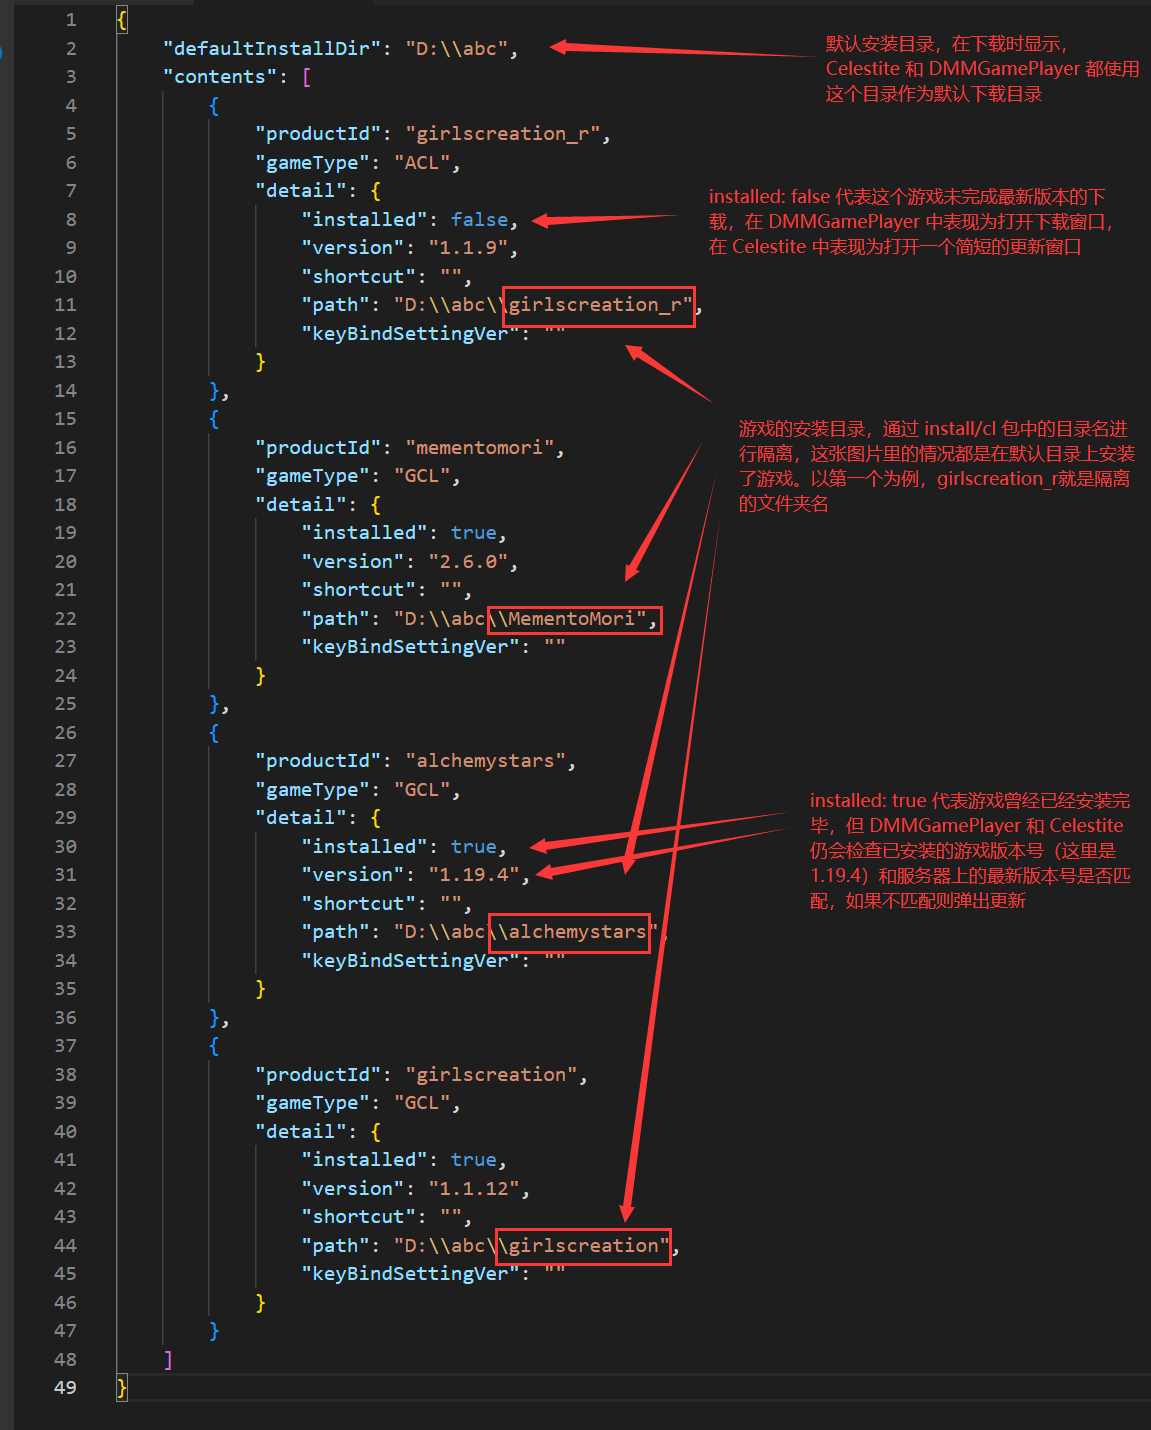 1 {
2 "defaultInstallDir": "D:\\abc",
3 "contents": [
4 {
5 "productId": "girlscreation_r",
6 "gameType": "ACL",
7 "detail": {
8 "installed": false,
9 "version": "1.1.9",
10 "shortcut": "",
11 "path": "D:\\abc\\girlscreation_r",
12 "keyBindSettingVer": ""
13 }
14 },
15 {
16 "productId": "mementomori",
17 "gameType": "GCL",
18 "detail": {
19 "installed": true,
20 "version": "2.6.0",
21 "shortcut": "",
22 "path": "D:\\abc\\MementoMori",
23 "keyBindSettingVer": ""
24 }
25 },
26 {
27 "productId": "alchemystars",
28 "gameType": "GCL",
29 "detail": {
30 "installed": true,
31 "version": "1.19.4",
32 "shortcut": "",
33 "path": "D:\\abc\\alchemystars",
34 "keyBindSettingVer": ""
35 }
36 },
37 {
38 "productId": "girlscreation",
39 "gameType": "GCL",
40 "detail": {
41 "installed": true,
42 "version": "1.1.12",
43 "shortcut": "",
44 "path": "D:\\abc\\girlscreation",
45 "keyBindSettingVer": ""
46 }
47 }
48 ]
49 }
默认安装目录，在下载时显示，
Celestite 和 DMMGamePlayer 都使用
这个目录作为默认下载目录
installed: false 代表这个游戏未完成最新版本的下
载，在 DMMGamePlayer 中表现为打开下载窗口，
在 Celestite 中表现为打开一个简短的更新窗口
游戏的安装目录，通过 install/cl 包中的目录名进
行隔离，这张图片里的情况都是在默认目录上安装
了游戏。以第一个为例，girlscreation_r就是隔离
的文件夹名
installed: true 代表游戏曾经已经安装完
毕，但 DMMGamePlayer 和 Celestite
仍会检查已安装的游戏版本号（这里是
1.19.4）和服务器上的最新版本号是否匹
配，如果不匹配则弹出更新